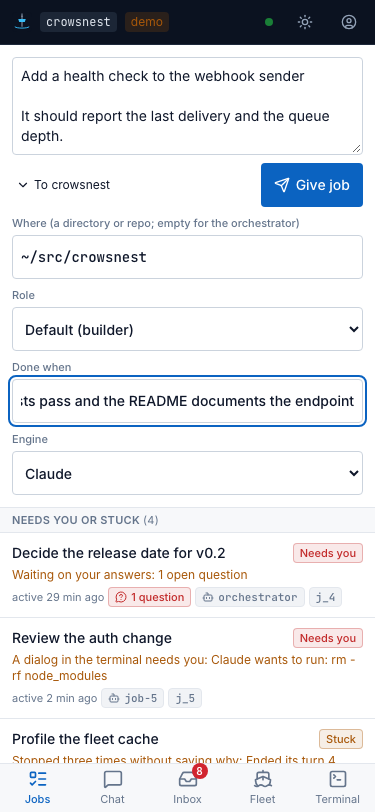 crowsnest demo
Add a health check to the webhook sender
It should report the last delivery and the queue
depth.
To crowsnest
Give job
Where (a directory or repo; empty for the orchestrator)
~/src/crowsnest
Role
Default (builder)
Done when
sts pass and the README documents the endpoint
Engine
Claude
NEEDS YOU OR STUCK (4)
Decide the release date for v0.2
Needs you
Waiting on your answers: 1 open question
active 29 min ago 1 question orchestrator j_4
Review the auth change
Needs you
A dialog in the terminal needs you: Claude wants to run: rm -
rf node_modules
active 2 min ago job-5 j_5
Profile the fleet cache
Stuck
Stopped three times without saying why: Ended its turn 4
8
Jobs Chat Inbox Fleet Terminal